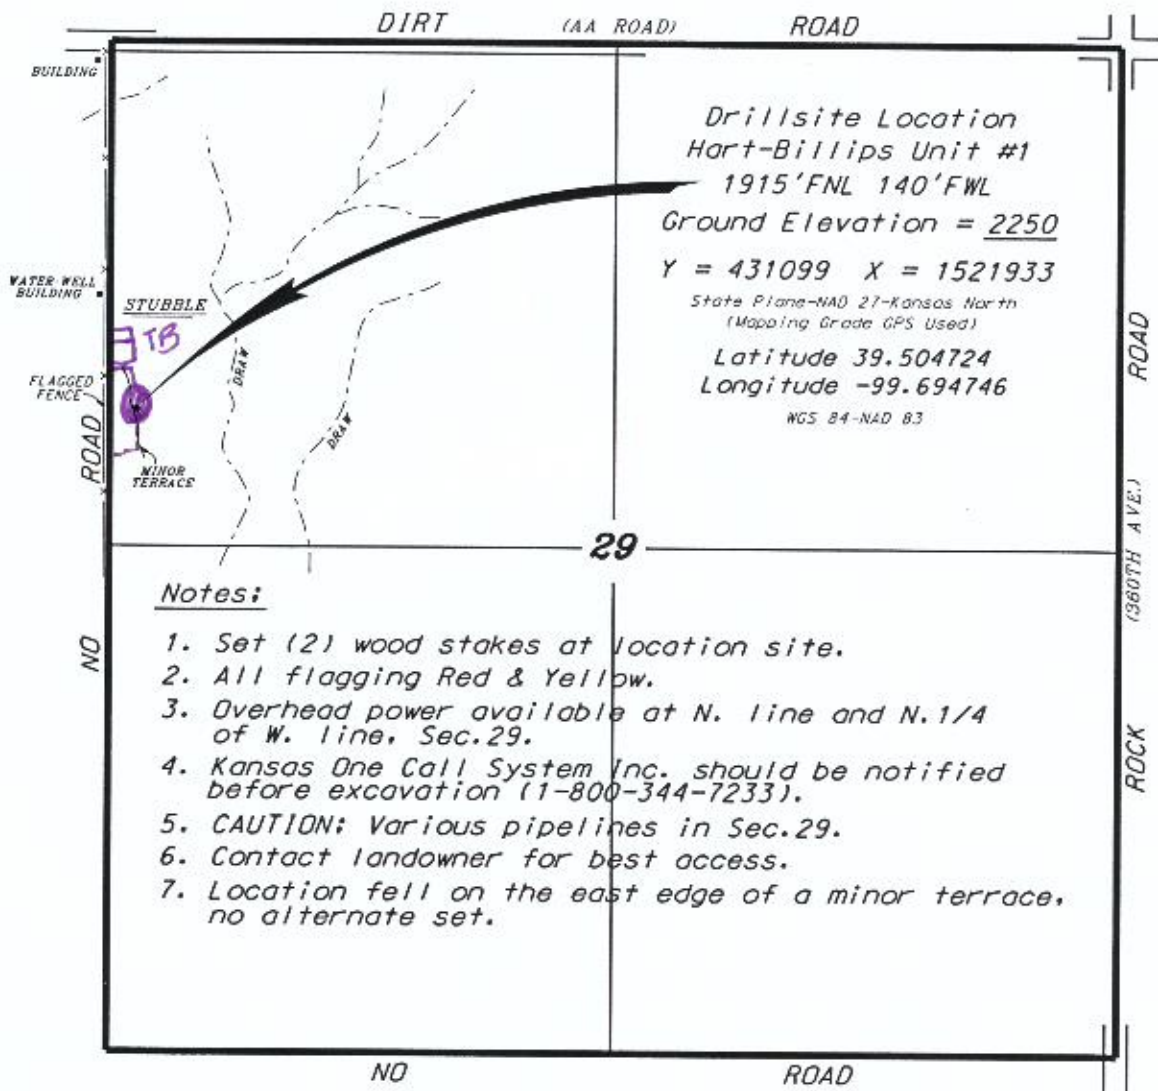 DIRT (AA ROAD) ROAD
BUILDING
Drillsite Location
Hart-Billips Unit #1
1915'FNL 140'FWL
Ground Elevation = 2250
Y = 431099 X = 1521933
State Plane-NAD 27-Kansas North
(Mapping Grade GPS Used)
Latitude 39.504724
Longitude -99.694746
WGS 84-NAD 83
WATER WELL
BUILDING
STUBBLE
TB
DRAW
DRAW
FLAGGED
FENCE
MINOR
TERRACE
ROAD
NO
ROAD
(360TH AVE.)
ROCK
29
Notes:
1. Set (2) wood stakes at location site.
2. All flagging Red & Yellow.
3. Overhead power available at N. line and N.1/4
of W. line, Sec.29.
4. Kansas One Call System Inc. should be notified
before excavation (1-800-344-7233).
5. CAUTION: Various pipelines in Sec.29.
6. Contact landowner for best access.
7. Location fell on the east edge of a minor terrace,
no alternate set.
NO ROAD